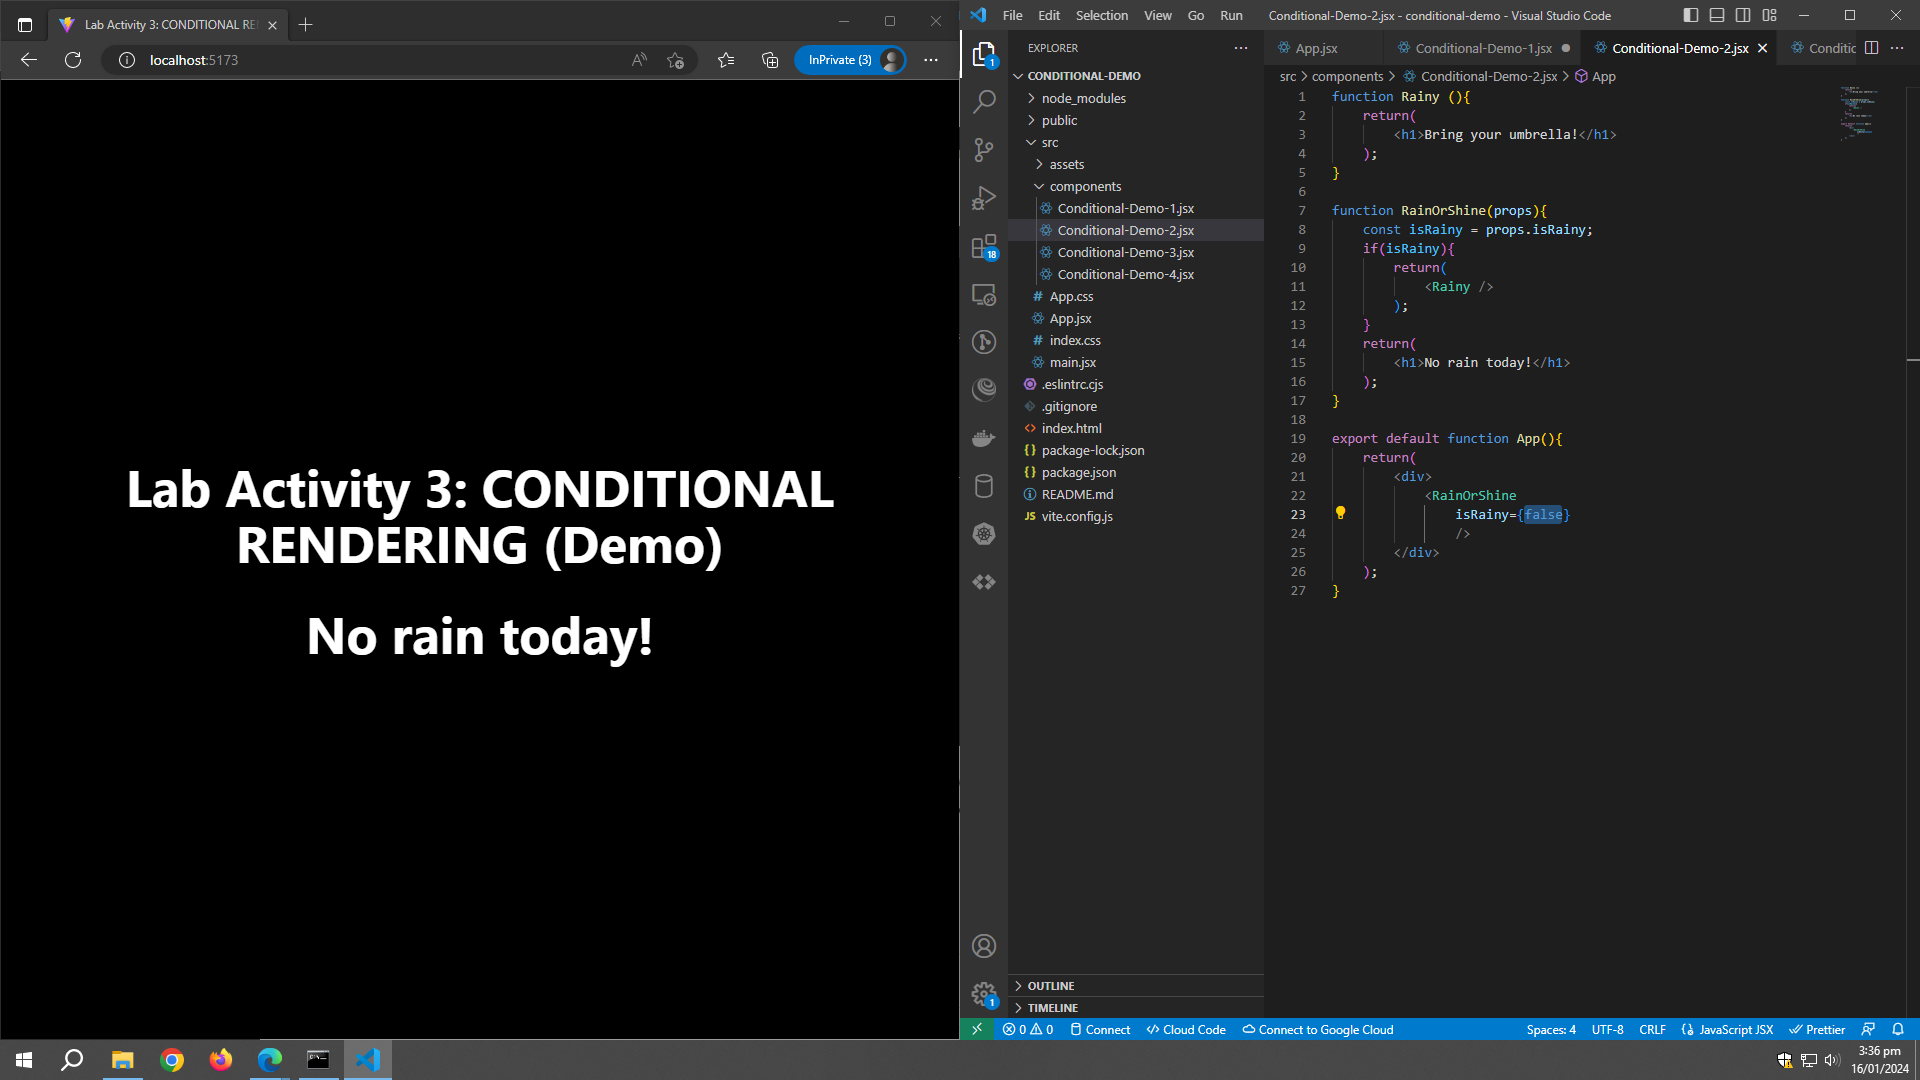 Lab Activity 3: CONDITIONAL RE
localhost:5173
InPrivate (3)
Lab Activity 3: CONDITIONAL
RENDERING (Demo)
No rain today!
File Edit Selection View Go Run
Conditional-Demo-2.jsx - conditional-demo - Visual Studio Code
EXPLORER
CONDITIONAL-DEMO
node_modules
public
src
assets
components
Conditional-Demo-1.jsx
Conditional-Demo-2.jsx
Conditional-Demo-3.jsx
Conditional-Demo-4.jsx
# App.css
App.jsx
# index.css
main.jsx
.eslintrc.cjs
.gitignore
<> index.html
{} package-lock.json
{} package.json
README.md
JS vite.config.js
OUTLINE
TIMELINE
1
18
1
App.jsx
Conditional-Demo-1.jsx
Conditional-Demo-2.jsx
Conditic
src > components > Conditional-Demo-2.jsx > App
1 function Rainy (){
2 return(
3 <h1>Bring your umbrella!</h1>
4 );
5 }
6
7 function RainOrShine(props){
8 const isRainy = props.isRainy;
9 if(isRainy){
10 return(
11 <Rainy />
12 );
13 }
14 return(
15 <h1>No rain today!</h1>
16 );
17 }
18
19 export default function App(){
20 return(
21 <div>
22 <RainOrShine
23 isRainy={false}
24 />
25 </div>
26 );
27 }
0 0 Connect Cloud Code Connect to Google Cloud
Spaces: 4 UTF-8 CRLF JavaScript JSX Prettier
3:36 pm
16/01/2024